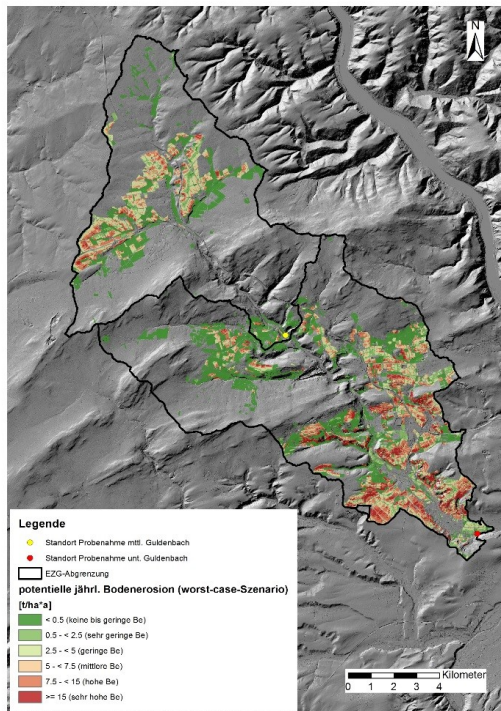 N
Legende
Standort Probenahme mttl. Guldenbach
Standort Probenahme unt. Guldenbach
EZG-Abgrenzung
potentielle jährl. Bodenerosion (worst-case-Szenario)
[t/ha*a]
< 0.5 (keine bis geringe Be)
0.5 - < 2.5 (sehr geringe Be)
2.5 - < 5 (geringe Be)
5 - < 7.5 (mittlere Be)
7.5 - < 15 (hohe Be)
>= 15 (sehr hohe Be)
Kilometer
0 1 2 3 4